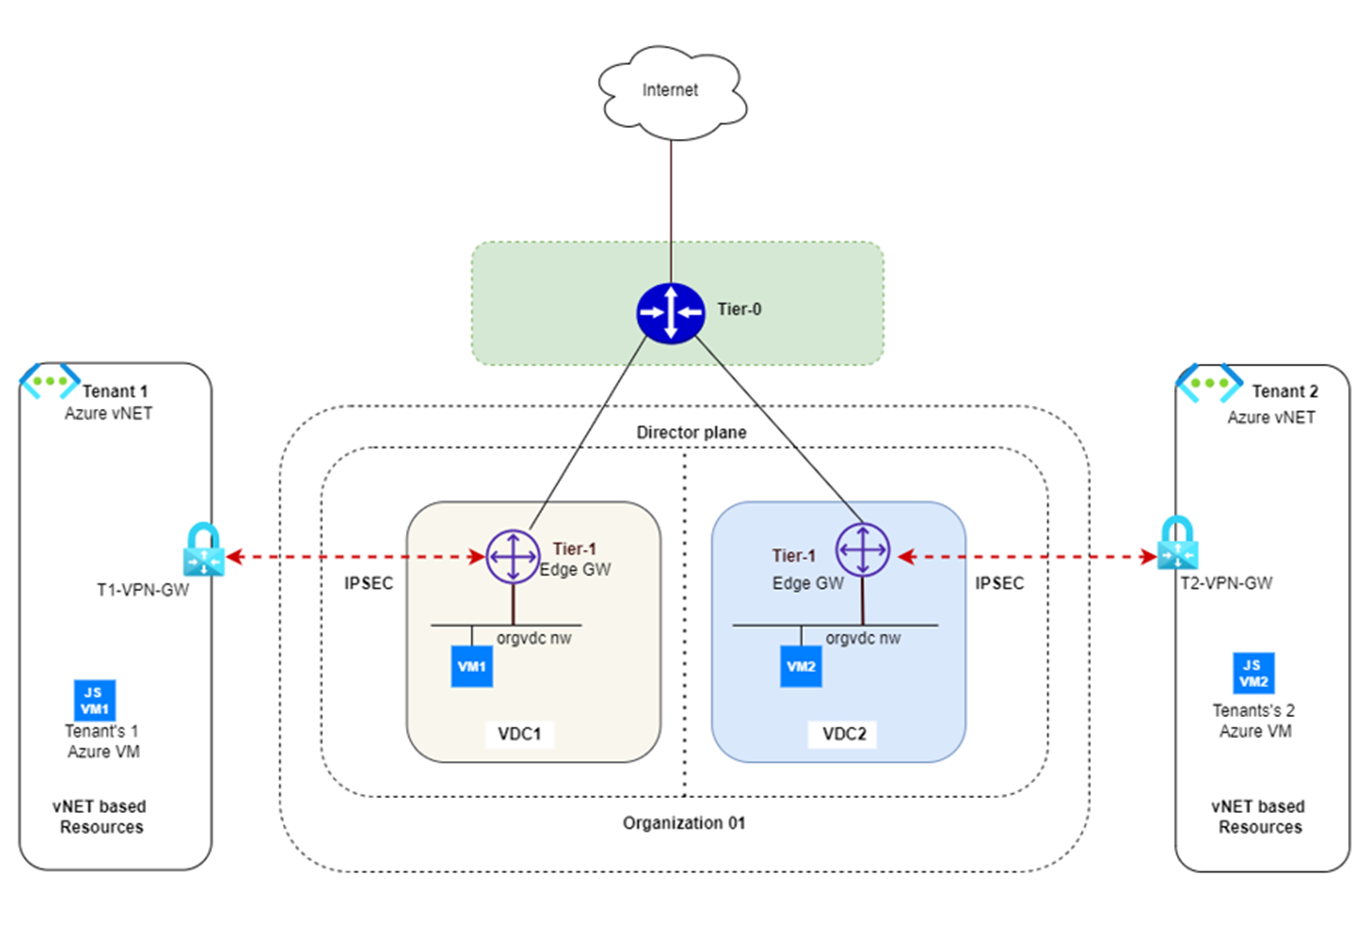 Internet
Tier-0
Tenant 1
Azure vNET
Tenant 2
Azure vNET
Director plane
Tier-1
Edge GW
Tier-1
Edge GW
T1-VPN-GW
IPSEC
IPSEC
T2-VPN-GW
orgvdc nw
orgvdc nw
VM1
VM2
JS
VM1
Tenant's 1
Azure VM
JS
VM2
Tenants's 2
Azure VM
VDC1
VDC2
vNET based
Resources
vNET based
Resources
Organization 01